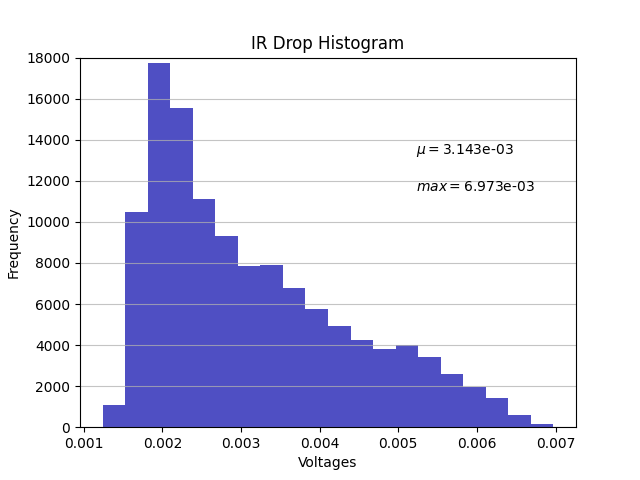 IR Drop Histogram
18000
16000
14000
12000
10000
8000
6000
4000
2000
0
Frequency
μ = 3.143e-03
max = 6.973e-03
0.001 0.002 0.003 0.004 0.005 0.006 0.007
Voltages